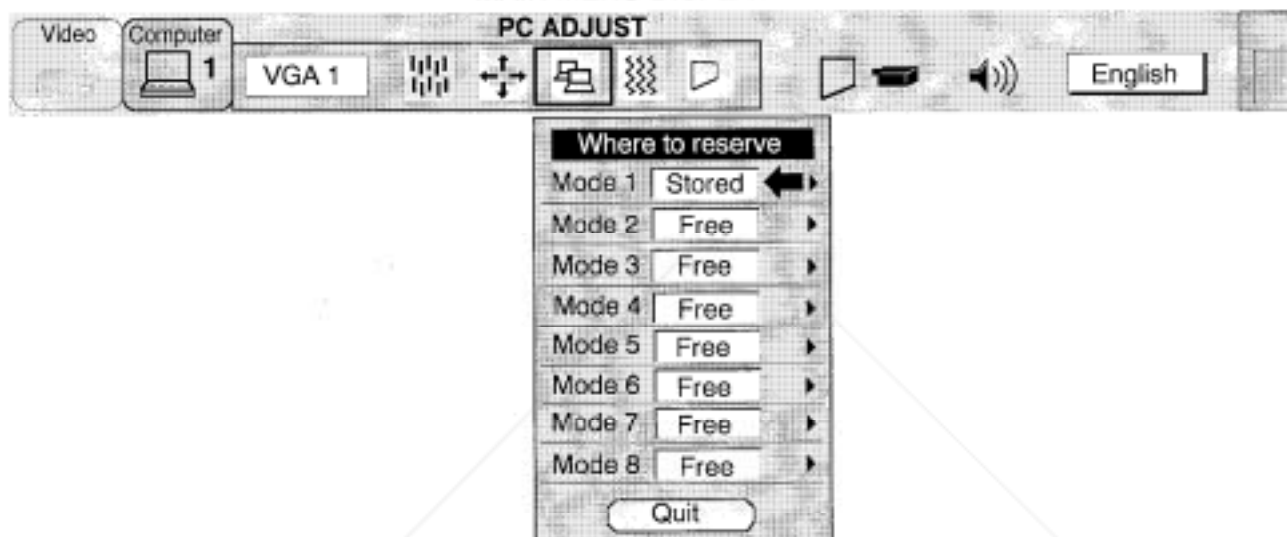 PC ADJUST
Video
Computer
1
VGA 1
English
Where to reserve
Mode 1 Stored
Mode 2 Free
Mode 3 Free
Mode 4 Free
Mode 5 Free
Mode 6 Free
Mode 7 Free
Mode 8 Free
Quit